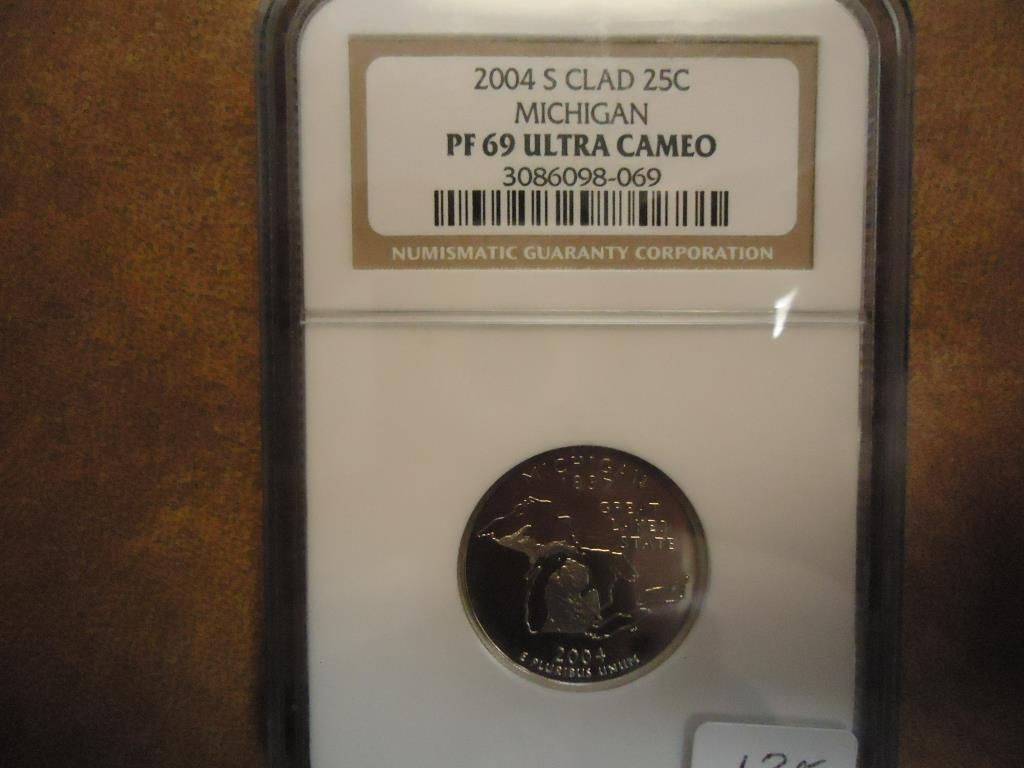 2004 S CLAD 25C
MICHIGAN
PF 69 ULTRA CAMEO
3086098-069
NUMISMATIC GUARANTY CORPORATION
MICHIGAN
1837
GREAT
LAKES
STATE
2004
E PLURIBUS UNUM